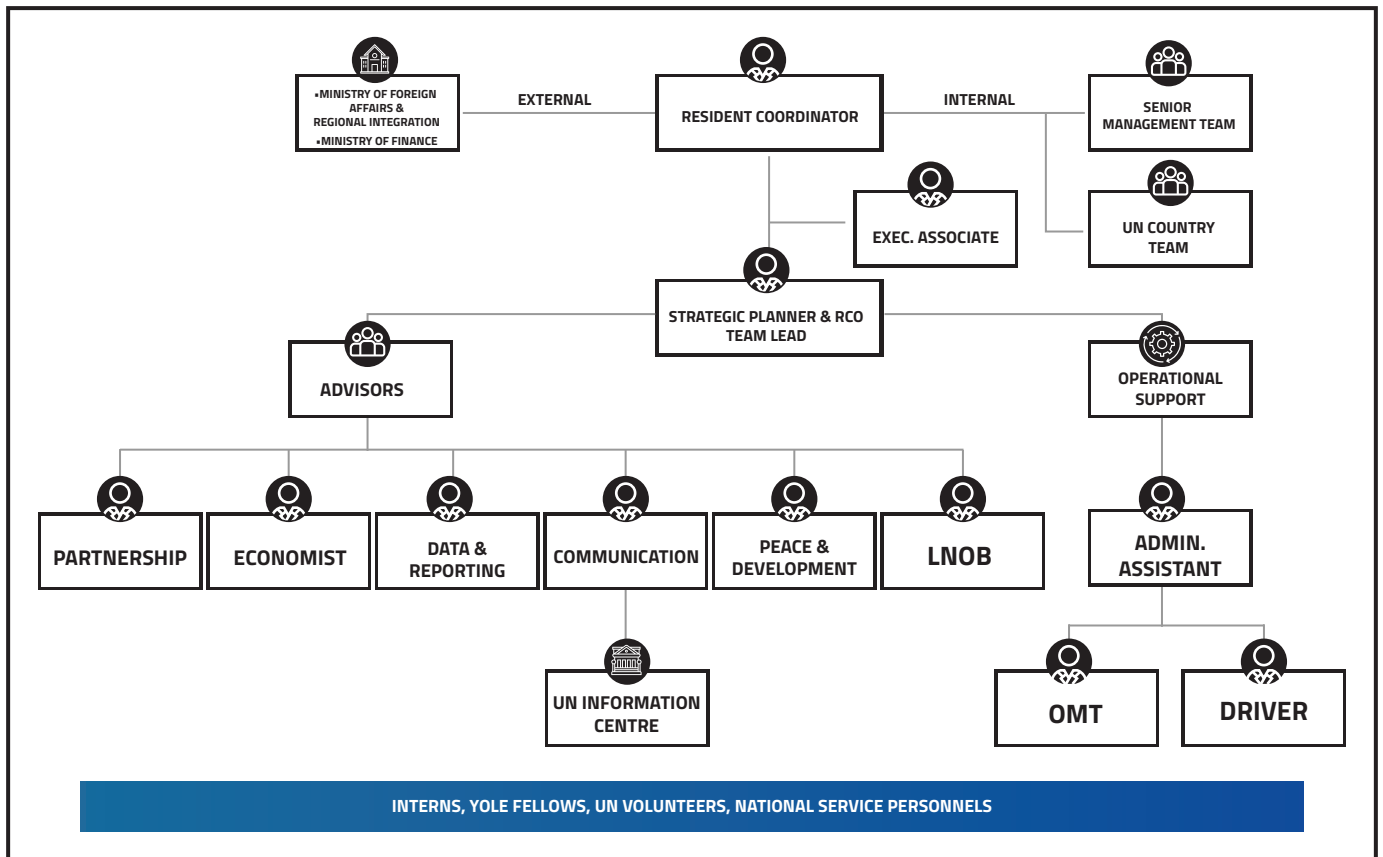 ▪MINISTRY OF FOREIGN
AFFAIRS &
REGIONAL INTEGRATION
▪MINISTRY OF FINANCE
EXTERNAL
RESIDENT COORDINATOR
INTERNAL
SENIOR
MANAGEMENT TEAM
EXEC. ASSOCIATE
UN COUNTRY
TEAM
STRATEGIC PLANNER & RCO
TEAM LEAD
ADVISORS
OPERATIONAL
SUPPORT
PARTNERSHIP
ECONOMIST
DATA &
REPORTING
COMMUNICATION
PEACE &
DEVELOPMENT
LNOB
ADMIN.
ASSISTANT
UN INFORMATION
CENTRE
OMT
DRIVER
INTERNS, YOLE FELLOWS, UN VOLUNTEERS, NATIONAL SERVICE PERSONNELS